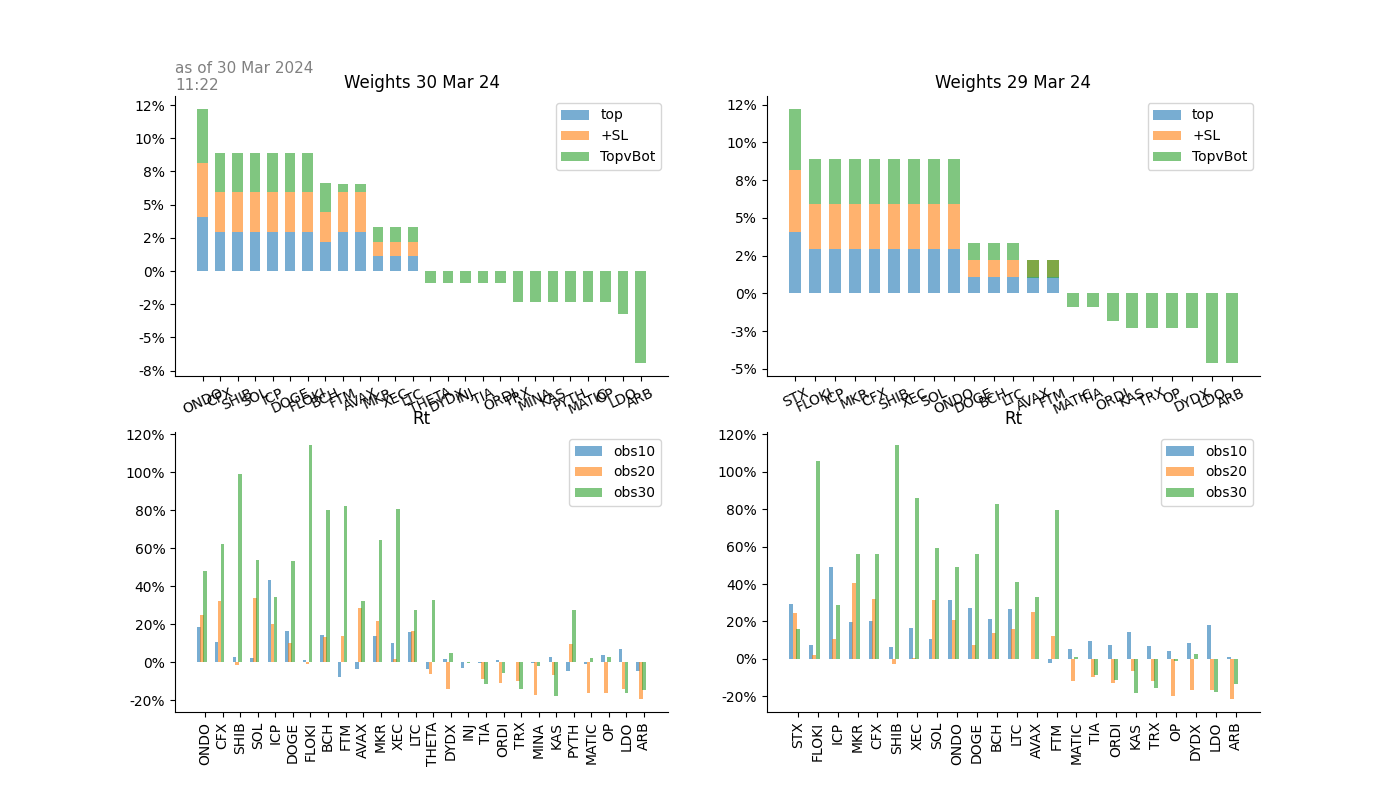 as of 30 Mar 2024
11:22
Weights 30 Mar 24
12%
10%
8%
5%
2%
0%
-2%
-5%
-8%
top
+SL
TopvBot
ONDO CFX SHIB SOL ICP DOGE FLOKI BCH FTM AVAX MKR XEC LTC THETA DYDX INJ TIA ORDI TRX MINA KAS PYTH MATIC OP LDO ARB
Weights 29 Mar 24
12%
10%
8%
5%
2%
0%
-3%
-5%
top
+SL
TopvBot
STX FLOKI ICP MKR CFX SHIB XEC SOL ONDO DOGE BCH LTC AVAX FTM MATIC TIA ORDI KAS TRX OP DYDX LDO ARB
Rt
120%
100%
80%
60%
40%
20%
0%
-20%
obs10
obs20
obs30
ONDO CFX SHIB SOL ICP DOGE FLOKI BCH FTM AVAX MKR XEC LTC THETA DYDX INJ TIA ORDI TRX MINA KAS PYTH MATIC OP LDO ARB
Rt
120%
100%
80%
60%
40%
20%
0%
-20%
obs10
obs20
obs30
STX FLOKI ICP MKR CFX SHIB XEC SOL ONDO DOGE BCH LTC AVAX FTM MATIC TIA ORDI KAS TRX OP DYDX LDO ARB